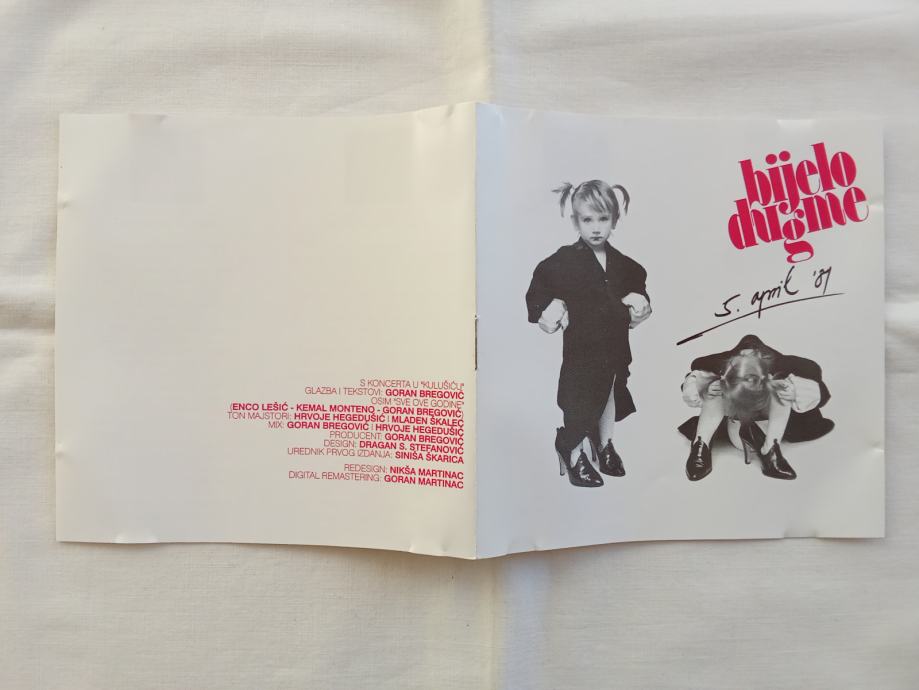 S KONCERTA U "KULUŠIĆU"
GLAZBA I TEKSTOVI: GORAN BREGOVIĆ
OSIM "SVE OVE GODINE"
(ENCO LEŠIĆ - KEMAL MONTENO - GORAN BREGOVIĆ)
TON MAJSTORI: HRVOJE HEGEDUŠIĆ I MLADEN ŠKALEC
MIX: GORAN BREGOVIĆ I HRVOJE HEGEDUŠIĆ
PRODUCENT: GORAN BREGOVIĆ
DESIGN: DRAGAN S. STEFANOVIĆ
UREDNIK PRVOG IZDANJA: SINIŠA ŠKARICA
REDESIGN: NIKŠA MARTINAC
DIGITAL REMASTERING: GORAN MARTINAC
bijelo
dugme
5. april '81